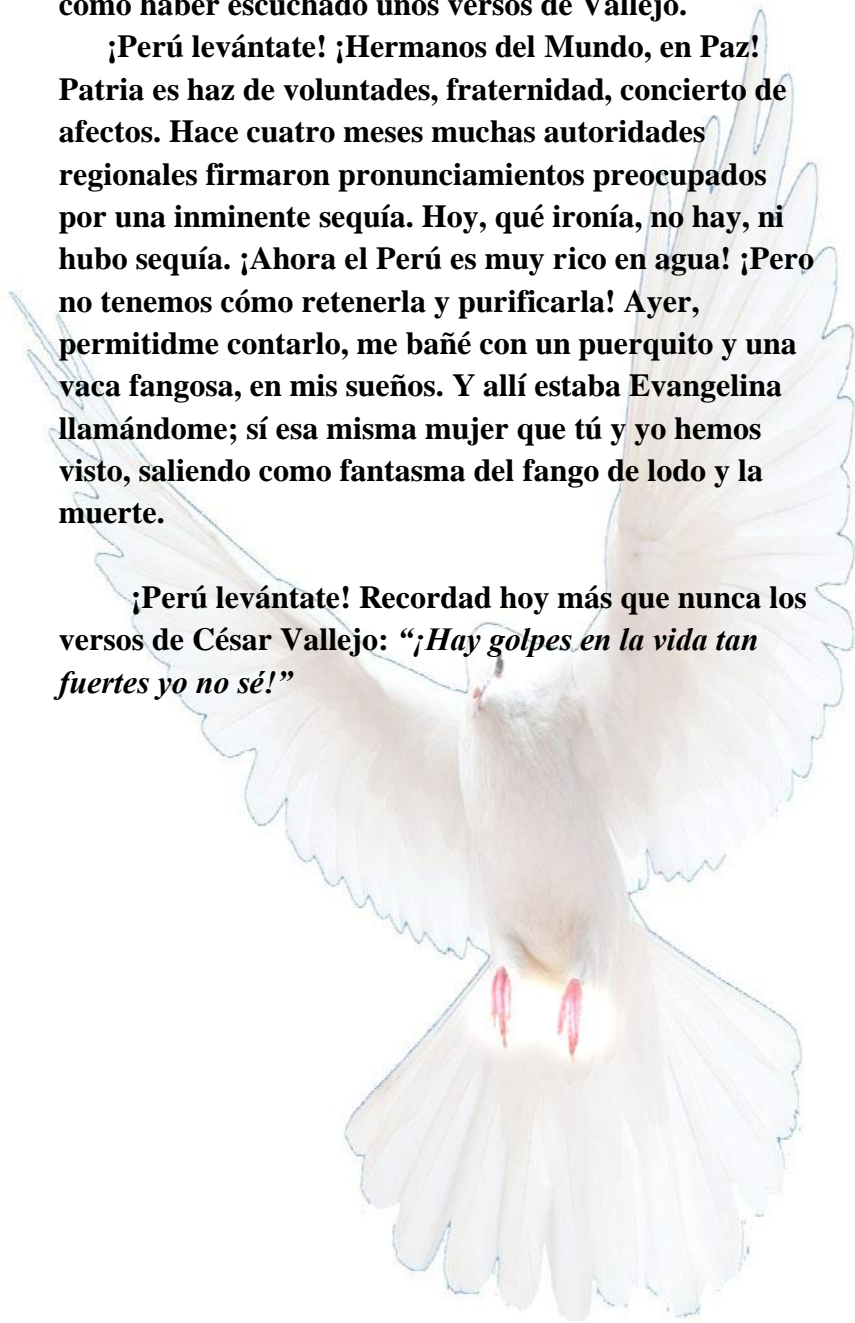 como haber escuchado unos versos de Vallejo.
¡Perú levántate! ¡Hermanos del Mundo, en Paz!
Patria es haz de voluntades, fraternidad, concierto de
afectos. Hace cuatro meses muchas autoridades
regionales firmaron pronunciamientos preocupados
por una inminente sequía. Hoy, qué ironía, no hay, ni
hubo sequía. ¡Ahora el Perú es muy rico en agua! ¡Pero
no tenemos cómo retenerla y purificarla! Ayer,
permitidme contarlo, me bañé con un puerquito y una
vaca fangosa, en mis sueños. Y allí estaba Evangelina
llamándome; sí esa misma mujer que tú y yo hemos
visto, saliendo como fantasma del fango de lodo y la
muerte.
¡Perú levántate! Recordad hoy más que nunca los
versos de César Vallejo: “¡Hay golpes en la vida tan
fuertes yo no sé!”